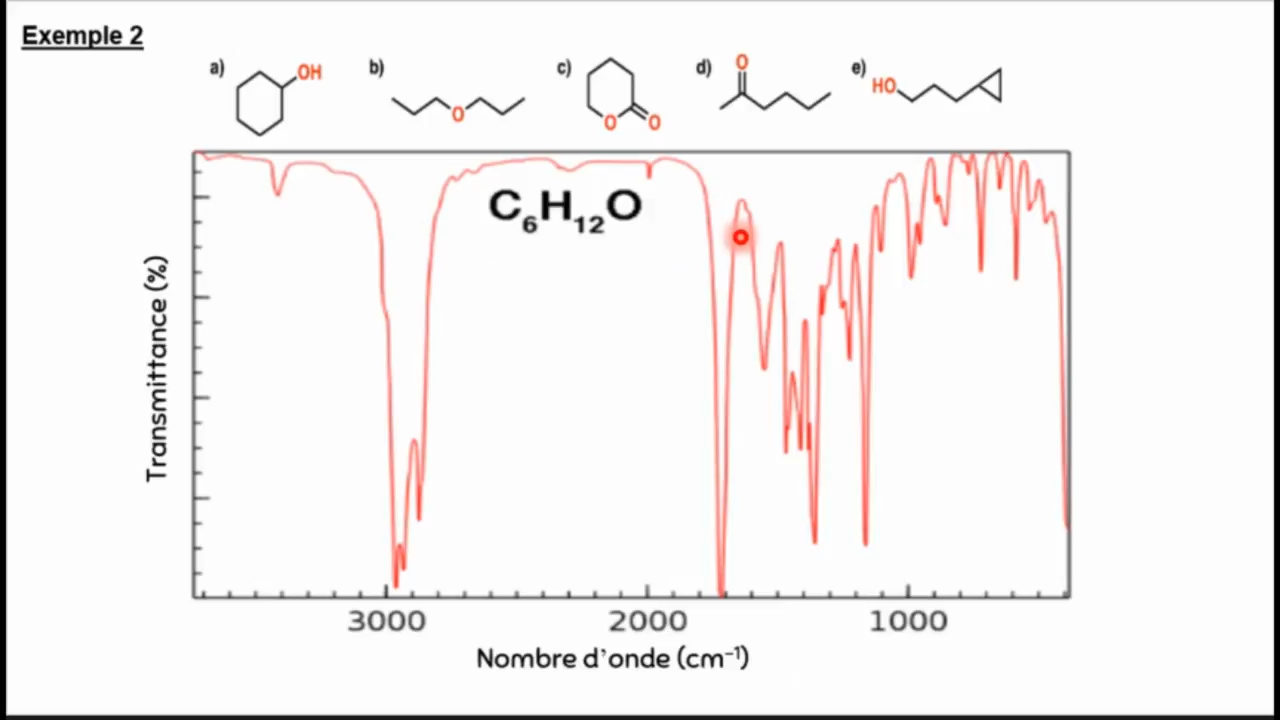 Exemple 2
a) OH b) O c) O O d) O e) HO
C6H12O
Transmittance (%)
3000 2000 1000
Nombre d'onde (cm⁻¹)